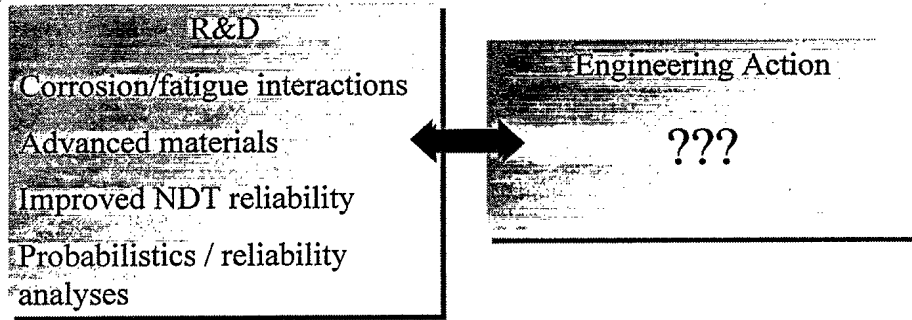 R&D
Corrosion/fatigue interactions
Advanced materials
Improved NDT reliability
Probabilistics / reliability
analyses
Engineering Action
???